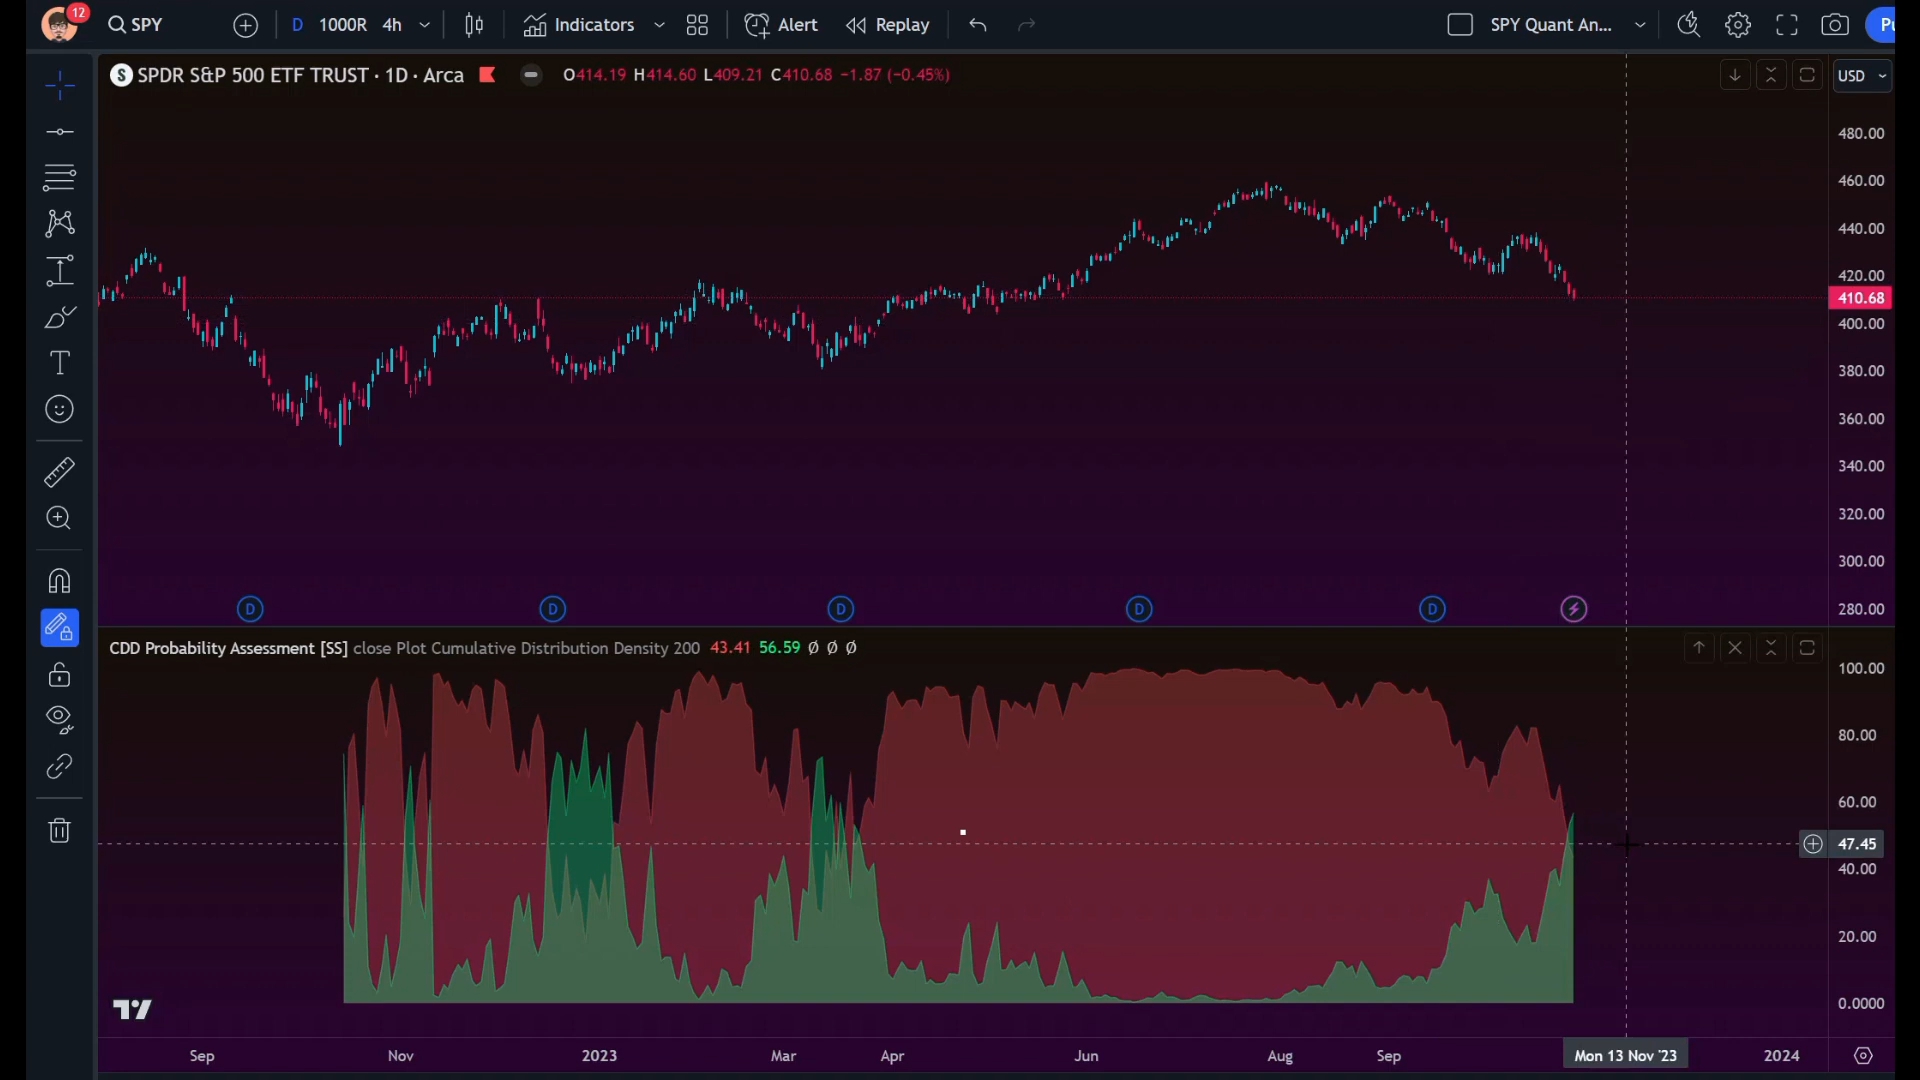 12
SPY
D 1000R 4h Indicators Alert Replay SPY Quant An...
S SPDR S&P 500 ETF TRUST · 1D · Arca O414.19 H414.60 L409.21 C410.68 −1.87 (−0.45%)
USD
480.00
460.00
440.00
420.00
410.68
400.00
380.00
360.00
340.00
320.00
300.00
280.00
D D D D D
CDD Probability Assessment [SS] close Plot Cumulative Distribution Density 200 43.41 56.59 Ø Ø Ø
100.00
80.00
60.00
47.45
40.00
20.00
0.0000
Sep Nov 2023 Mar Apr Jun Aug Sep Mon 13 Nov '23 2024